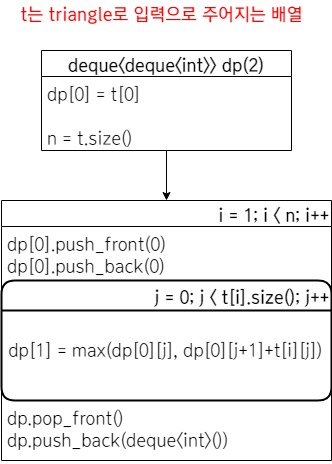 t는 triangle로 입력으로 주어지는 배열
deque<deque<int>> dp(2)
dp[0] = t[0]
n = t.size()
i = 1; i < n; i++
dp[0].push_front(0)
dp[0].push_back(0)
j = 0; j < t[i].size(); j++
dp[1] = max(dp[0][j], dp[0][j+1]+t[i][j])
dp.pop_front()
dp.push_back(deque<int>())